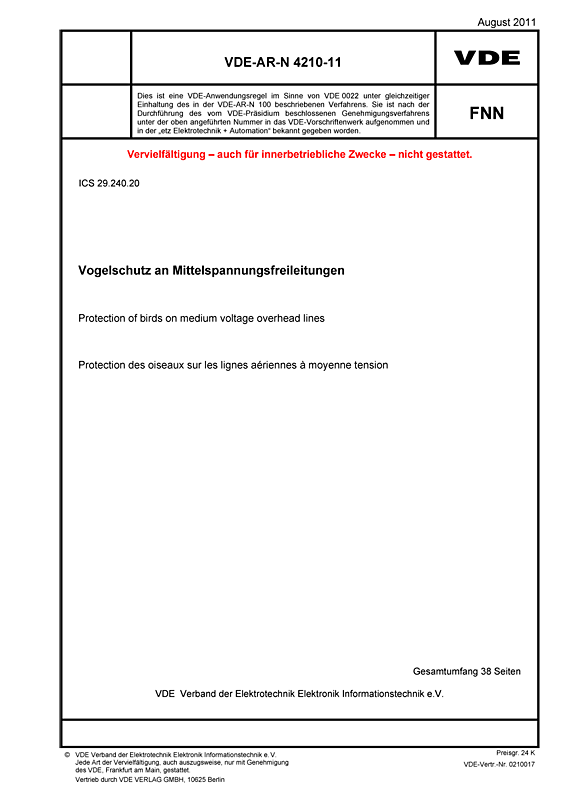 August 2011
VDE-AR-N 4210-11
VDE
Dies ist eine VDE-Anwendungsregel im Sinne von VDE 0022 unter gleichzeitiger
Einhaltung des in der VDE-AR-N 100 beschriebenen Verfahrens. Sie ist nach der
Durchführung des vom VDE-Präsidium beschlossenen Genehmigungsverfahrens
unter der oben angeführten Nummer in das VDE-Vorschriftenwerk aufgenommen und
in der „etz Elektrotechnik + Automation“ bekannt gegeben worden.
FNN
Vervielfältigung – auch für innerbetriebliche Zwecke – nicht gestattet.
ICS 29.240.20
Vogelschutz an Mittelspannungsfreileitungen
Protection of birds on medium voltage overhead lines
Protection des oiseaux sur les lignes aériennes à moyenne tension
Gesamtumfang 38 Seiten
VDE Verband der Elektrotechnik Elektronik Informationstechnik e.V.
© VDE Verband der Elektrotechnik Elektronik Informationstechnik e.V.
Jede Art der Vervielfältigung, auch auszugsweise, nur mit Genehmigung
des VDE, Frankfurt am Main, gestattet.
Vertrieb durch VDE VERLAG GMBH, 10625 Berlin
Preisgr. 24 K
VDE-Vertr.-Nr. 0210017